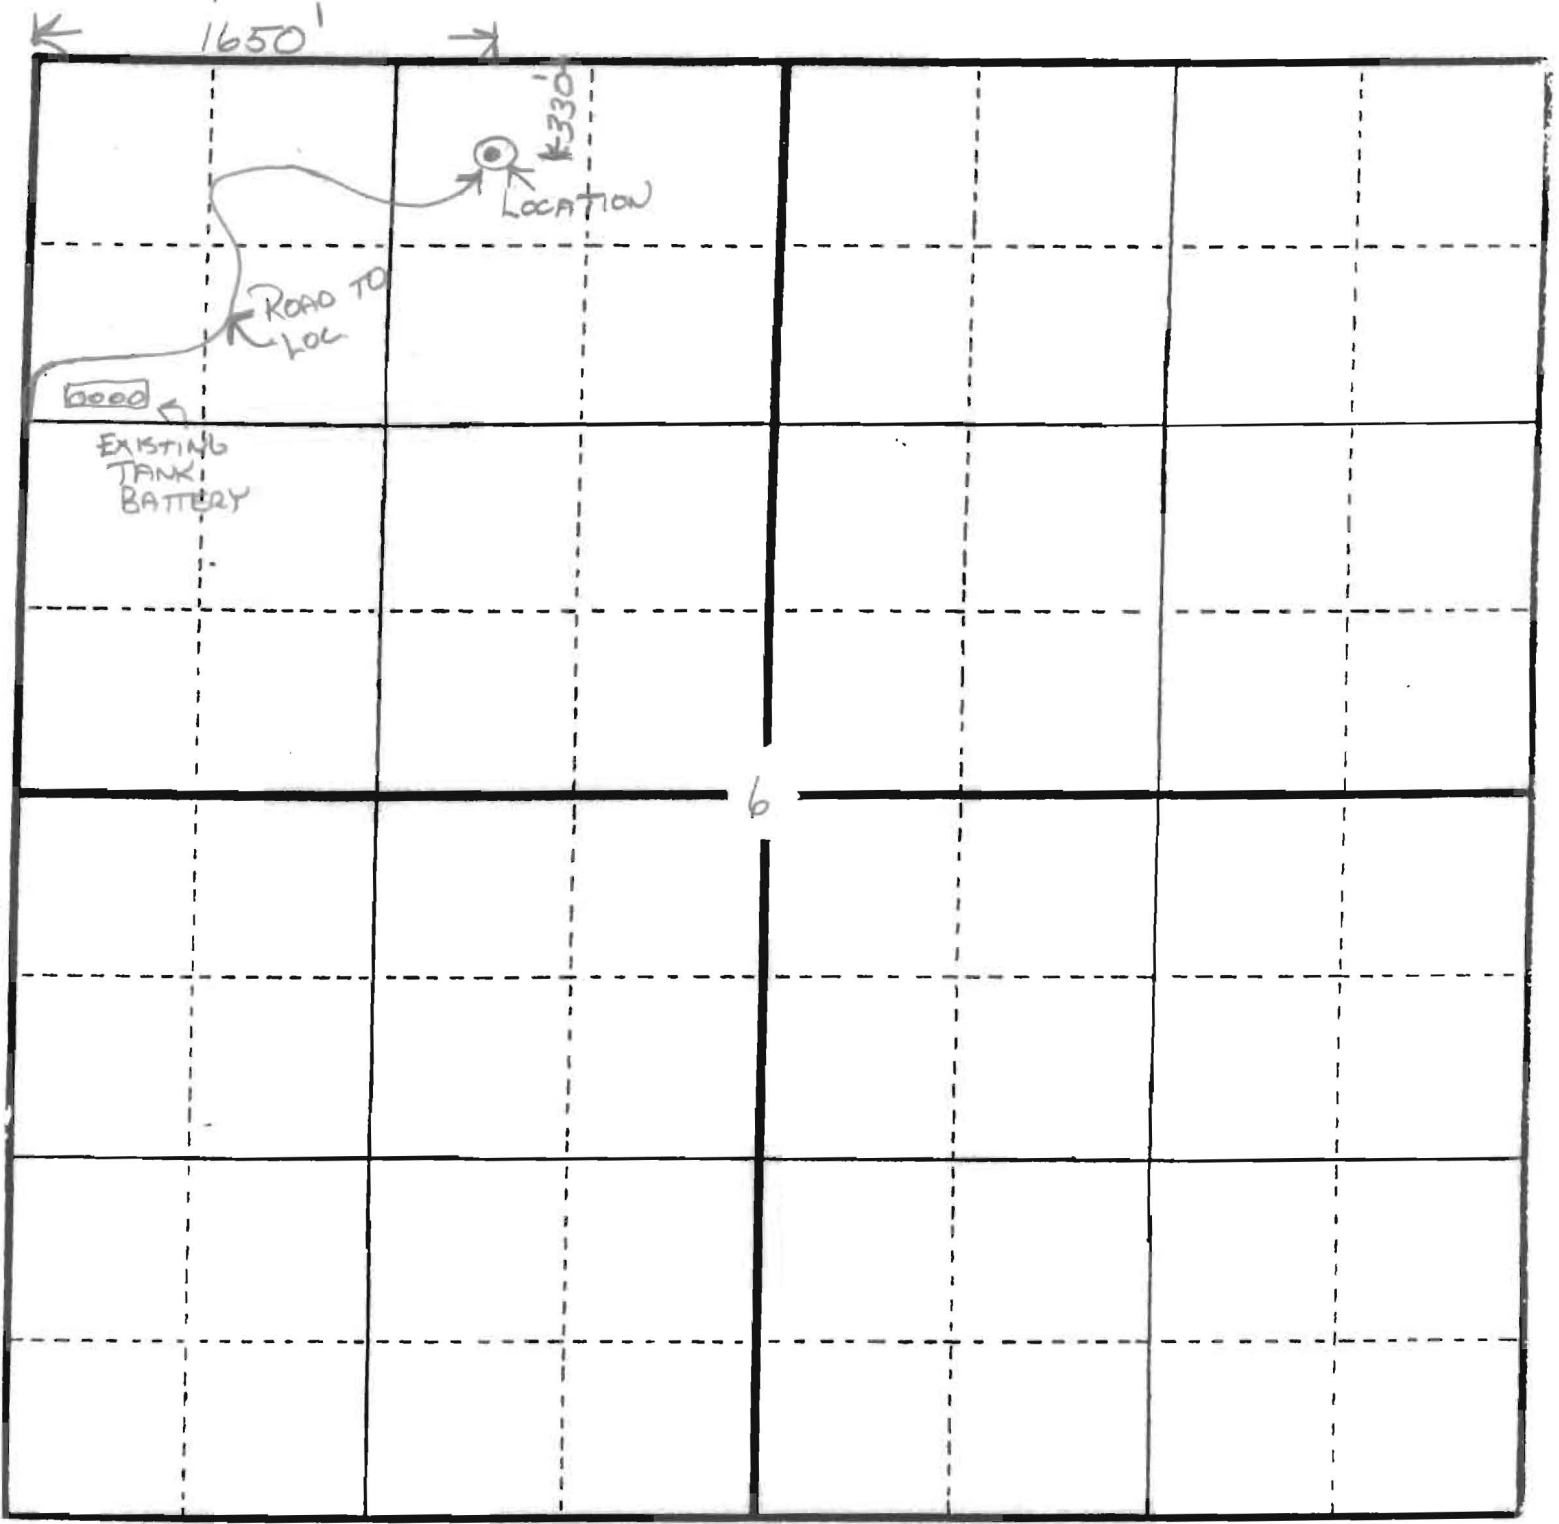 1650'
330'
LOCATION
ROAD TO
LOC
EXISTING
TANK
BATTERY
6